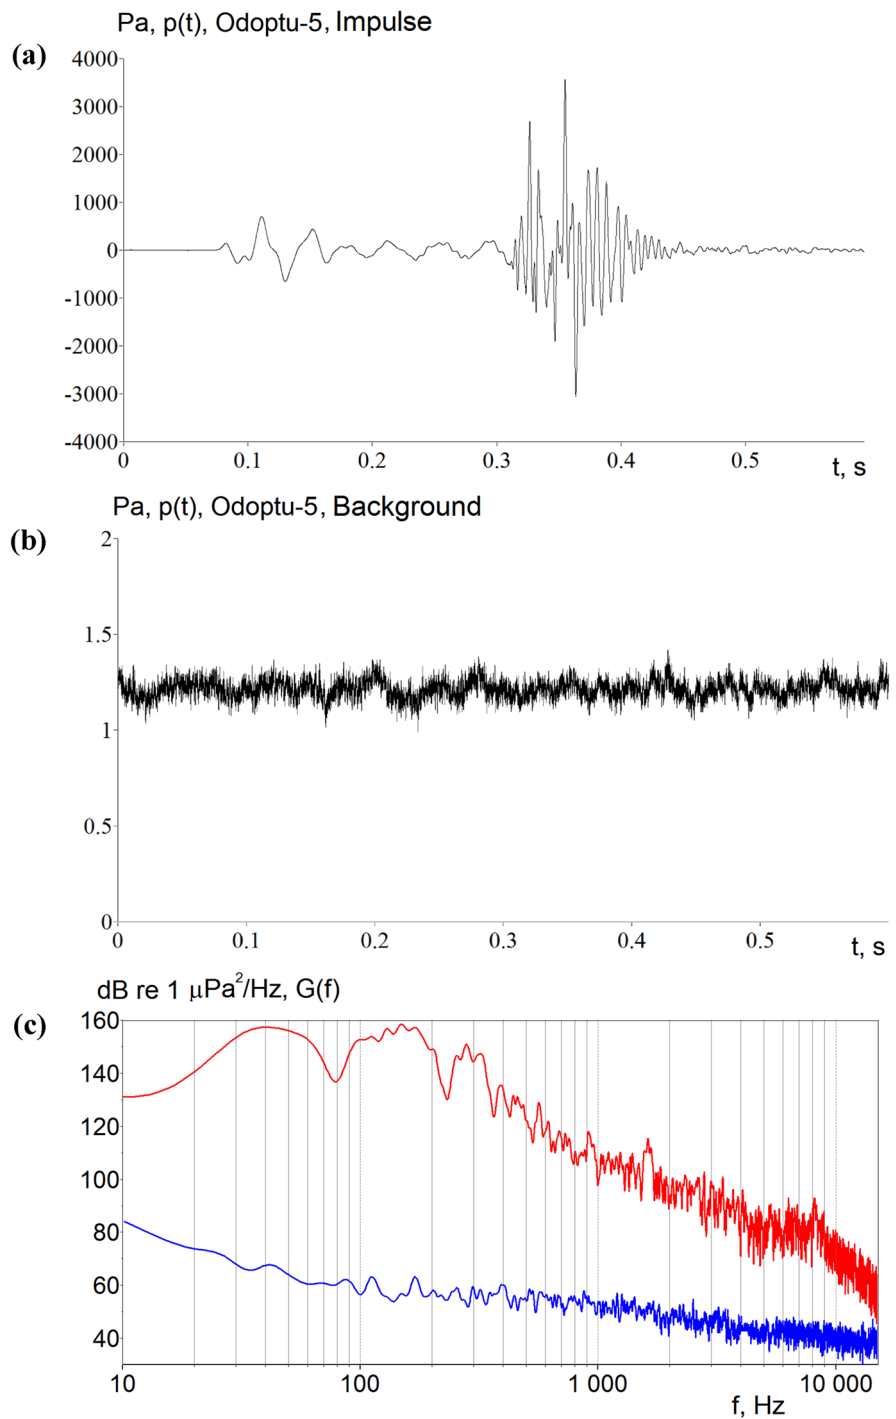 Pa, p(t), Odoptu-5, Impulse
(a)
4000
3000
2000
1000
0
-1000
-2000
-3000
-4000
0 0.1 0.2 0.3 0.4 0.5
t, s
Pa, p(t), Odoptu-5, Background
(b)
2
1.5
1
0.5
0
0 0.1 0.2 0.3 0.4 0.5
t, s
dB re 1 μPa²/Hz, G(f)
(c)
160
140
120
100
80
60
40
10 100 1 000 10 000
f, Hz